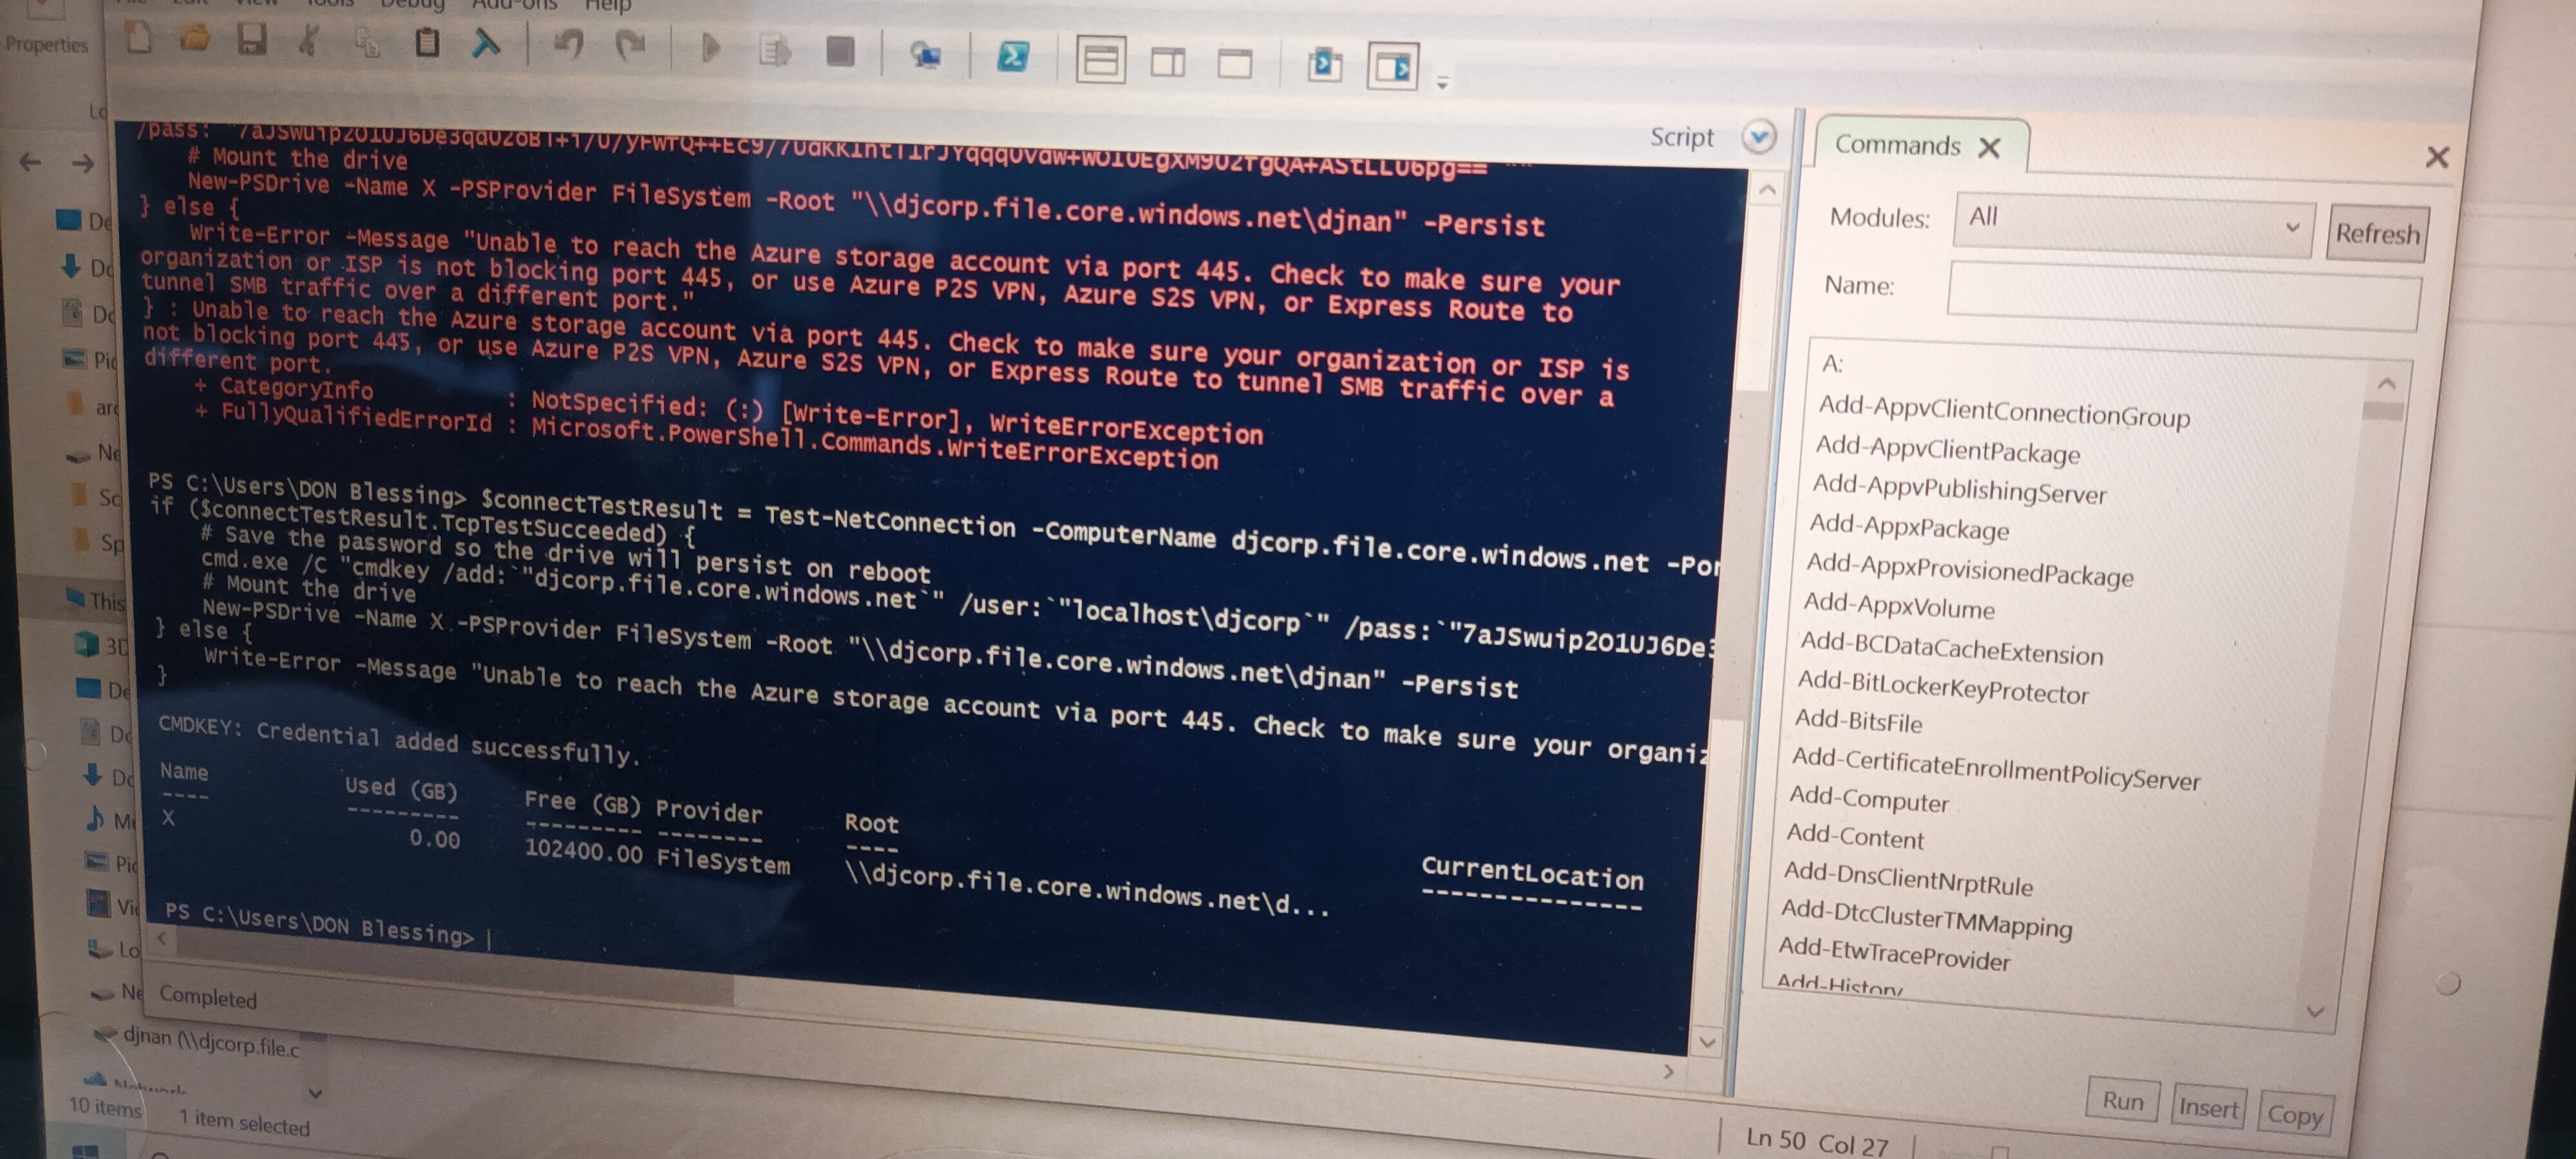 File Edit View Tools Debug Add-ons Help
Properties
Script
/pass:
# Mount the drive
New-PSDrive -Name X -PSProvider FileSystem -Root "\\djcorp.file.core.windows.net\djnan" -Persist
} else {
Write-Error -Message "Unable to reach the Azure storage account via port 445. Check to make sure your
organization or ISP is not blocking port 445, or use Azure P2S VPN, Azure S2S VPN, or Express Route to
tunnel SMB traffic over a different port."
} : Unable to reach the Azure storage account via port 445. Check to make sure your organization or ISP is
not blocking port 445, or use Azure P2S VPN, Azure S2S VPN, or Express Route to tunnel SMB traffic over a
different port.
+ CategoryInfo : NotSpecified: (:) [Write-Error], WriteErrorException
+ FullyQualifiedErrorId : Microsoft.PowerShell.Commands.WriteErrorException
PS C:\Users\DON Blessing> $connectTestResult = Test-NetConnection -ComputerName djcorp.file.core.windows.net -Por
if ($connectTestResult.TcpTestSucceeded) {
# Save the password so the drive will persist on reboot
cmd.exe /C "cmdkey /add:`"djcorp.file.core.windows.net`" /user:`"localhost\djcorp`" /pass:`"7aJSwuip2O1UJ6De3
# Mount the drive
New-PSDrive -Name X -PSProvider FileSystem -Root "\\djcorp.file.core.windows.net\djnan" -Persist
} else {
Write-Error -Message "Unable to reach the Azure storage account via port 445. Check to make sure your organiz
}
CMDKEY: Credential added successfully.
Name Used (GB) Free (GB) Provider Root CurrentLocation
---- --------- --------- -------- ---- ---------------
X 0.00 102400.00 FileSystem \\djcorp.file.core.windows.net\d...
PS C:\Users\DON Blessing>
Completed
Ln 50 Col 27
Commands
Modules: All Refresh
Name:
A:
Add-AppvClientConnectionGroup
Add-AppvClientPackage
Add-AppvPublishingServer
Add-AppxPackage
Add-AppxProvisionedPackage
Add-AppxVolume
Add-BCDataCacheExtension
Add-BitLockerKeyProtector
Add-BitsFile
Add-CertificateEnrollmentPolicyServer
Add-Computer
Add-Content
Add-DnsClientNrptRule
Add-DtcClusterTMMapping
Add-EtwTraceProvider
Add-History
Run Insert Copy
Lo
De
Do
Do
Pic
arc
Ne
Sc
Sp
This
3D
De
Do
Do
Mu
Pic
Vic
Lo
Ne
djnan (\\djcorp.file.c
Network
10 items 1 item selected